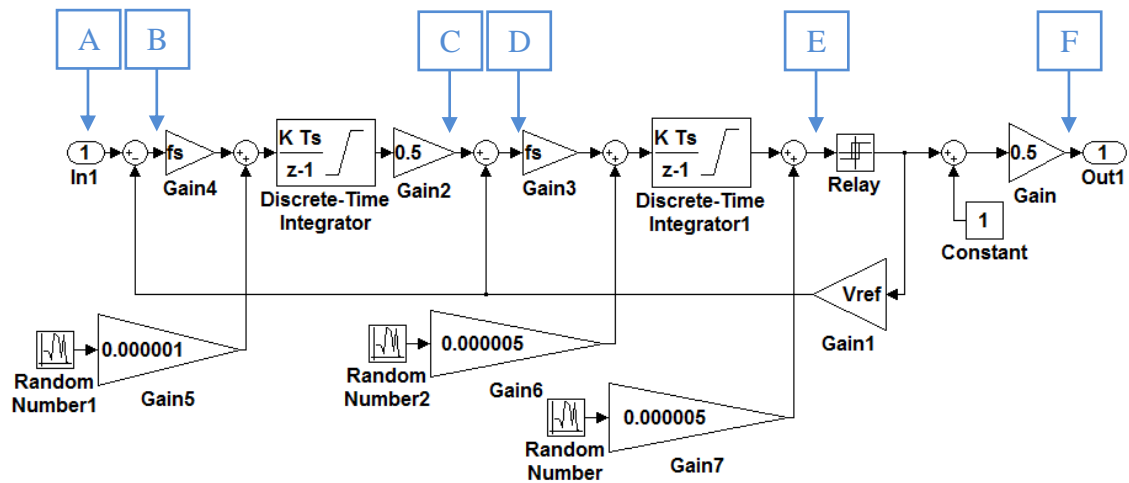 A
B
C
D
E
F
1
In1
+
−
fs
Gain4
+
+
K Ts
z-1
Discrete-Time
Integrator
0.5
Gain2
+
−
fs
Gain3
+
+
K Ts
z-1
Discrete-Time
Integrator1
+
+
Relay
+
+
0.5
Gain
1
Out1
1
Constant
Vref
Gain1
Random
Number1
0.000001
Gain5
Random
Number2
0.000005
Gain6
Random
Number
0.000005
Gain7